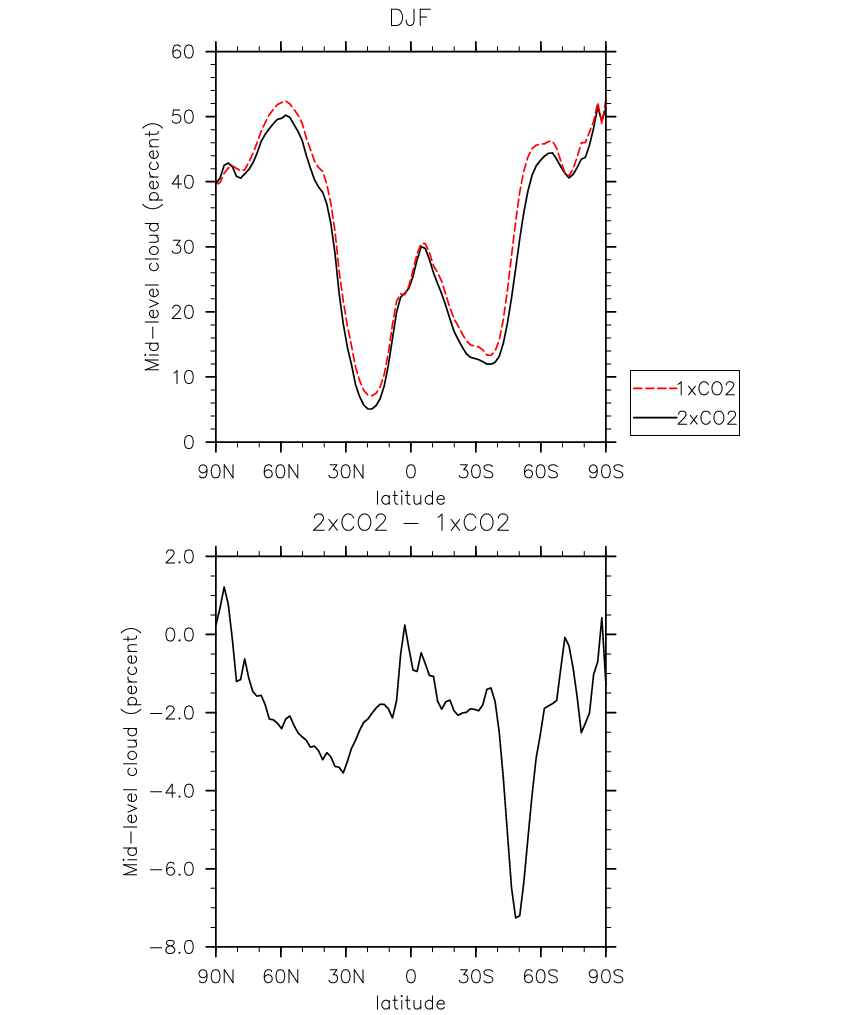 DJF
60
50
40
30
20
10
0
Mid-level cloud (percent)
90N 60N 30N 0 30S 60S 90S
latitude
1xCO2
2xCO2
2xCO2 - 1xCO2
2.0
0.0
-2.0
-4.0
-6.0
-8.0
Mid-level cloud (percent)
90N 60N 30N 0 30S 60S 90S
latitude